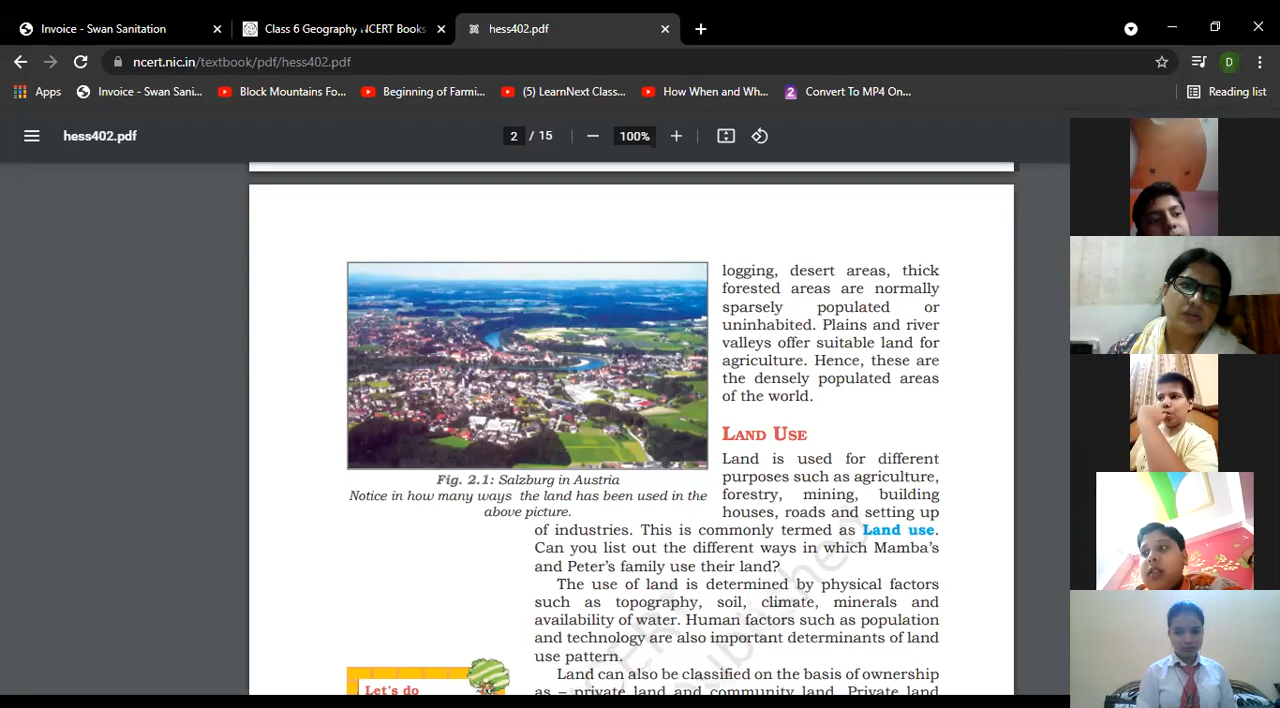 Invoice - Swan Sanitation
Class 6 Geography NCERT Books
hess402.pdf
ncert.nic.in/textbook/pdf/hess402.pdf
D
Apps
Invoice - Swan Sani...
Block Mountains Fo...
Beginning of Farmi...
(5) LearnNext Class...
How When and Wh...
2
Convert To MP4 On...
Reading list
hess402.pdf
2 / 15
100%
logging, desert areas, thick
forested areas are normally
sparsely populated or
uninhabited. Plains and river
valleys offer suitable land for
agriculture. Hence, these are
the densely populated areas
of the world.
LAND USE
Land is used for different
purposes such as agriculture,
forestry, mining, building
houses, roads and setting up
Fig. 2.1: Salzburg in Austria
Notice in how many ways the land has been used in the
above picture.
of industries. This is commonly termed as Land use.
Can you list out the different ways in which Mamba's
and Peter's family use their land?
The use of land is determined by physical factors
such as topography, soil, climate, minerals and
availability of water. Human factors such as population
and technology are also important determinants of land
use pattern.
Land can also be classified on the basis of ownership
as – private land and community land. Private land
Let's do